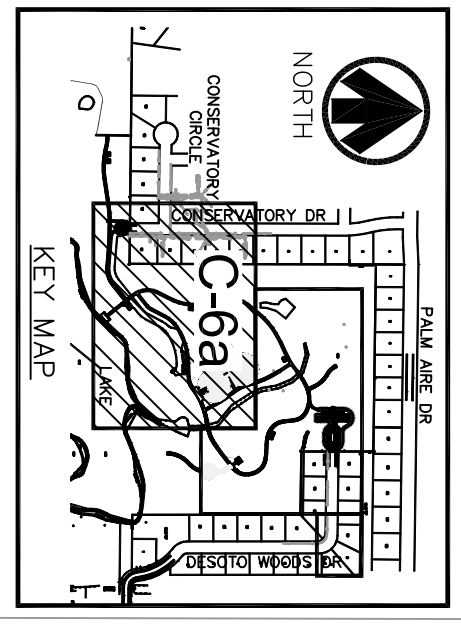 NORTH
CONSERVATORY
CIRCLE
CONSERVATORY DR
C-6a
PALM AIRE DR
KEY MAP
LAKE
DESOTO WOODS DR